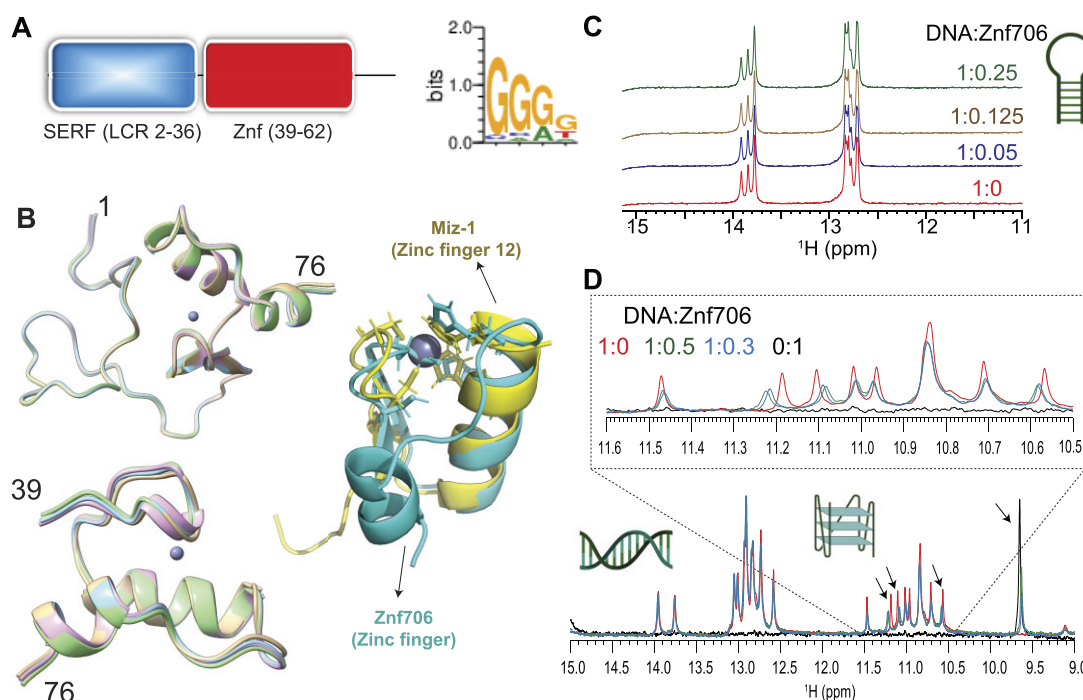 A
SERF (LCR 2-36)
Znf (39-62)
bits
2.0
1.0
0.0
GGGG
A T
B
1
76
39
76
Miz-1
(Zinc finger 12)
Znf706
(Zinc finger)
C
DNA:Znf706
1:0.25
1:0.125
1:0.05
1:0
15 14 13 12 11
¹H (ppm)
D
DNA:Znf706
1:0 1:0.5 1:0.3 0:1
11.6 11.5 11.4 11.3 11.2 11.1 11.0 10.9 10.8 10.7 10.6 10.5
15.0 14.5 14.0 13.5 13.0 12.5 12.0 11.5 11.0 10.5 10.0 9.5 9.0
¹H (ppm)